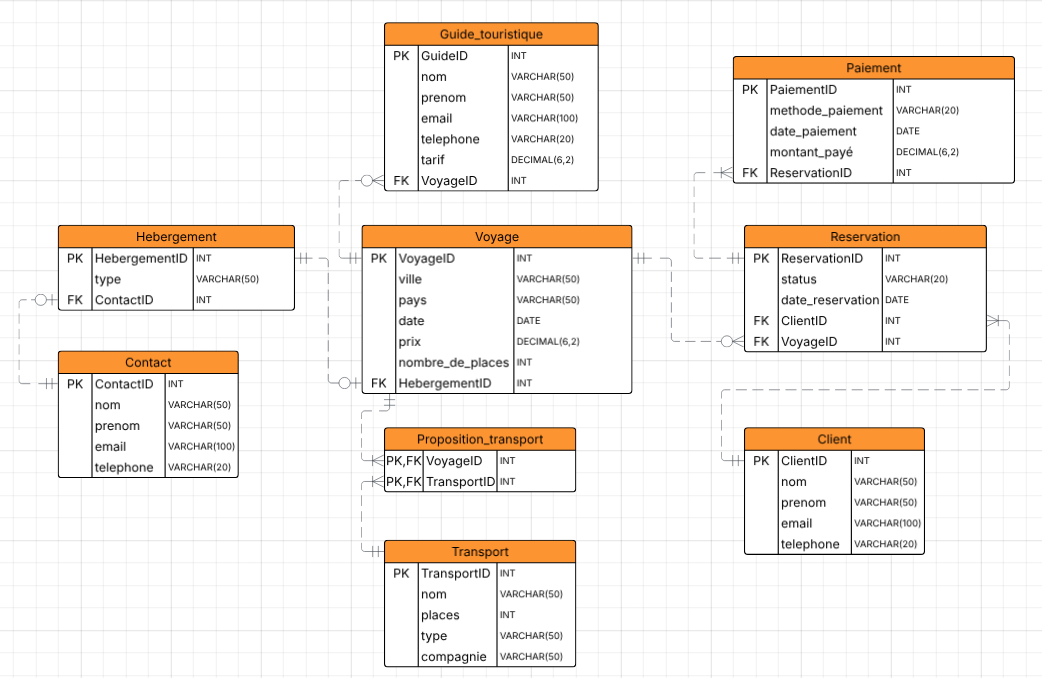 Guide_touristique
PK GuideID INT
nom VARCHAR(50)
prenom VARCHAR(50)
email VARCHAR(100)
telephone VARCHAR(20)
tarif DECIMAL(6,2)
FK VoyageID INT
Paiement
PK PaiementID INT
methode_paiement VARCHAR(20)
date_paiement DATE
montant_payé DECIMAL(6,2)
FK ReservationID INT
Hebergement
PK HebergementID INT
type VARCHAR(50)
FK ContactID INT
Voyage
PK VoyageID INT
ville VARCHAR(50)
pays VARCHAR(50)
date DATE
prix DECIMAL(6,2)
nombre_de_places INT
FK HebergementID INT
Reservation
PK ReservationID INT
status VARCHAR(20)
date_reservation DATE
FK ClientID INT
FK VoyageID INT
Contact
PK ContactID INT
nom VARCHAR(50)
prenom VARCHAR(50)
email VARCHAR(100)
telephone VARCHAR(20)
Proposition_transport
PK,FK VoyageID INT
PK,FK TransportID INT
Client
PK ClientID INT
nom VARCHAR(50)
prenom VARCHAR(50)
email VARCHAR(100)
telephone VARCHAR(20)
Transport
PK TransportID INT
nom VARCHAR(50)
places INT
type VARCHAR(50)
compagnie VARCHAR(50)